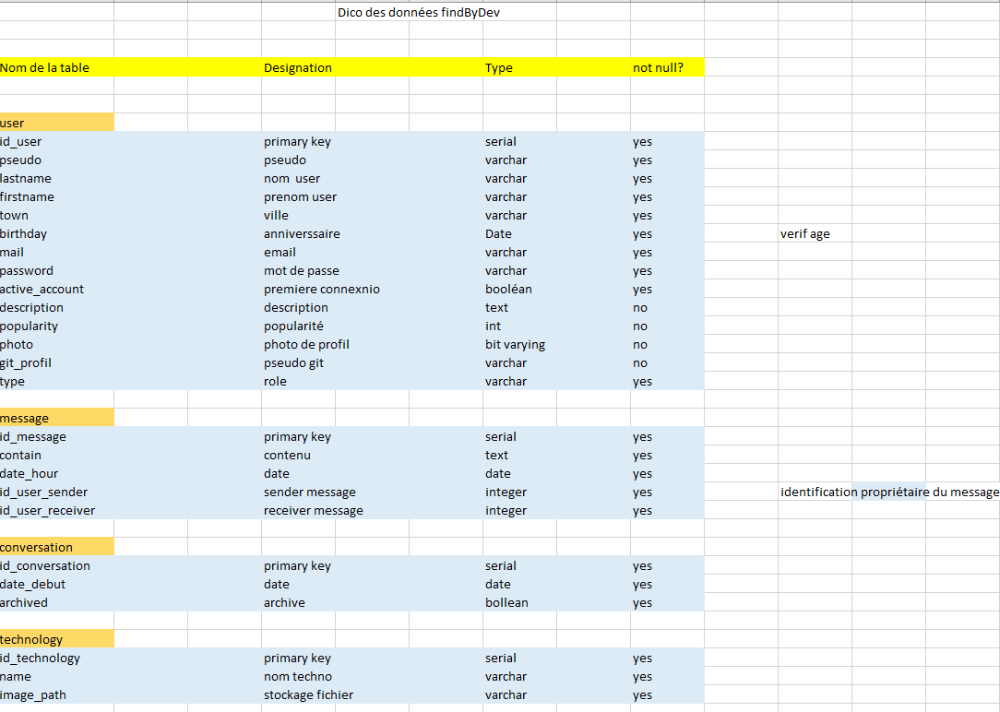 Dico des données findByDev
Nom de la table Designation Type not null?
user
id_user primary key serial yes
pseudo pseudo varchar yes
lastname nom user varchar yes
firstname prenom user varchar yes
town ville varchar yes
birthday anniverssaire Date yes verif age
mail email varchar yes
password mot de passe varchar yes
active_account premiere connexnio booléan yes
description description text no
popularity popularité int no
photo photo de profil bit varying no
git_profil pseudo git varchar no
type role varchar yes
message
id_message primary key serial yes
contain contenu text yes
date_hour date date yes
id_user_sender sender message integer yes identification propriétaire du message
id_user_receiver receiver message integer yes
conversation
id_conversation primary key serial yes
date_debut date date yes
archived archive bollean yes
technology
id_technology primary key serial yes
name nom techno varchar yes
image_path stockage fichier varchar yes